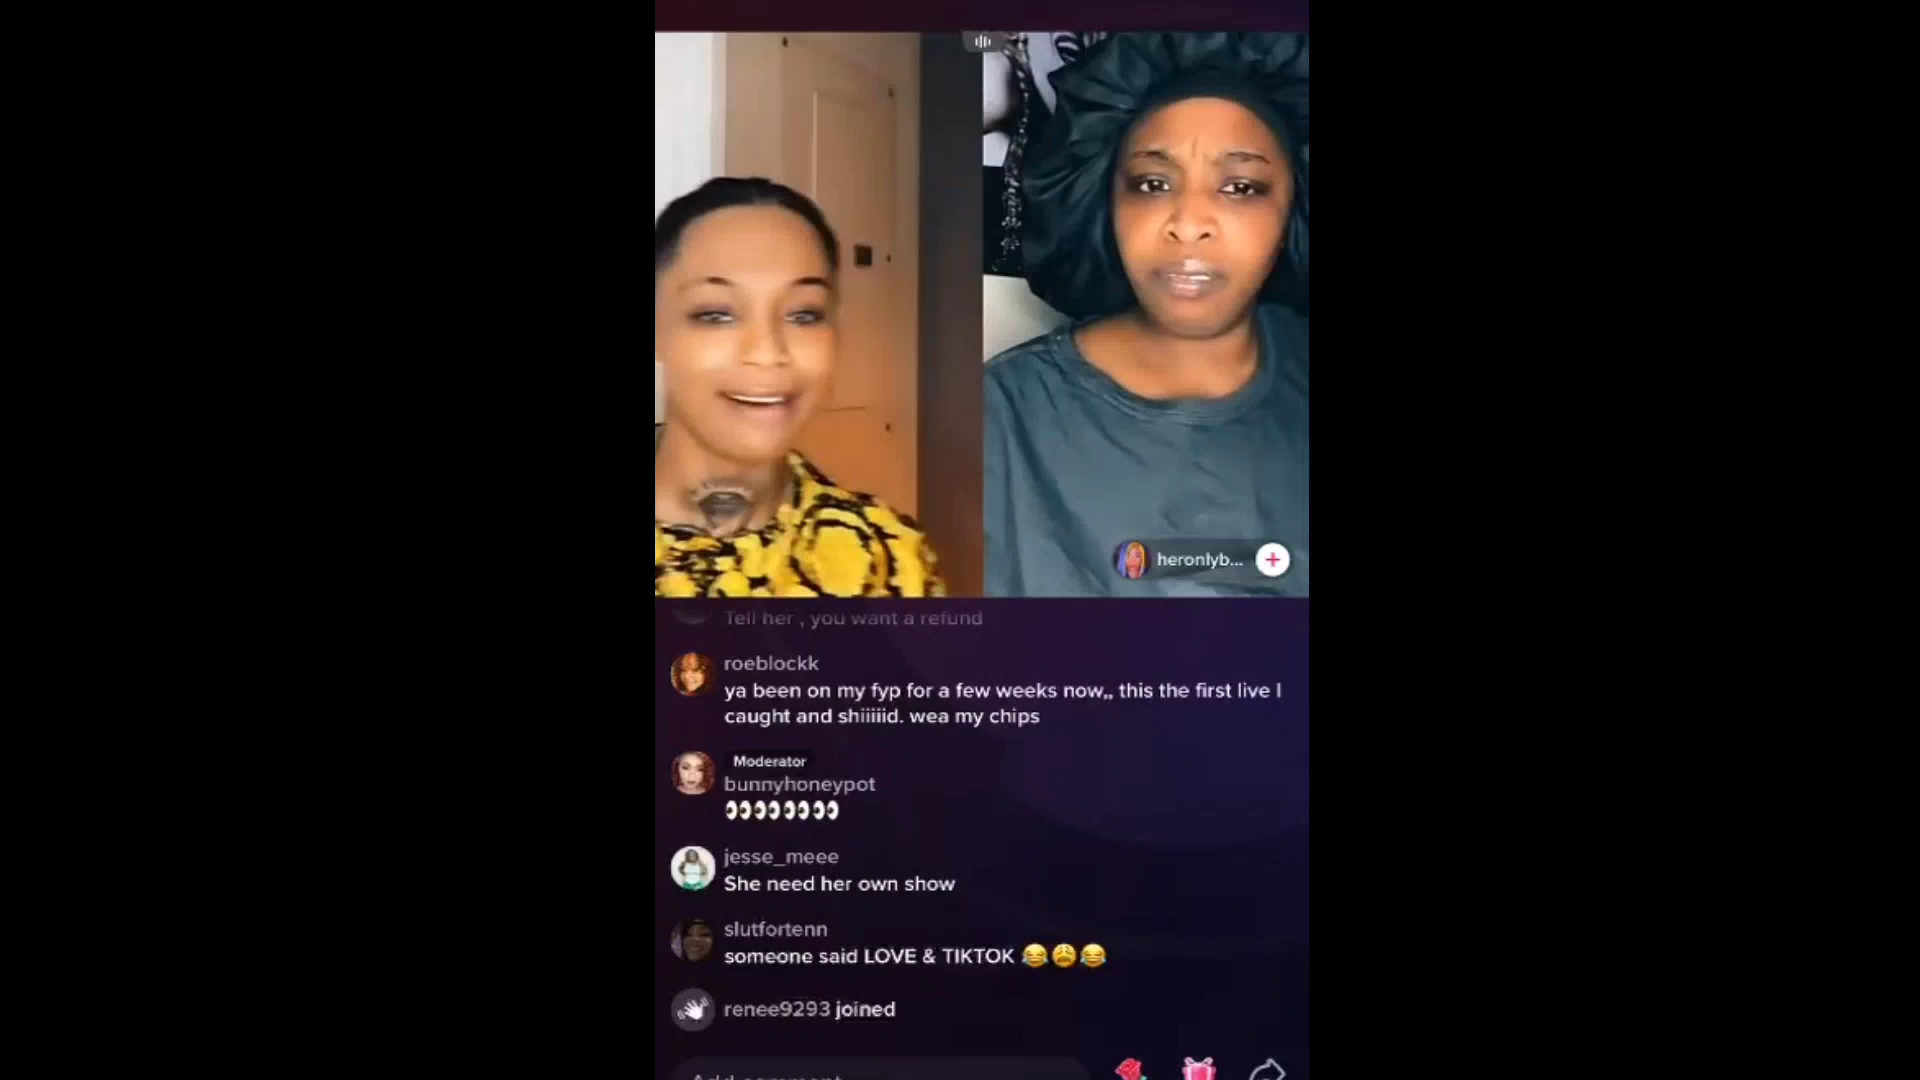 heronlyb...
Tell her , you want a refund
roeblockk
ya been on my fyp for a few weeks now,, this the first live I
caught and shiiiiid. wea my chips
Moderator
bunnyhoneypot
👀👀👀👀👀👀👀👀
jesse_meee
She need her own show
slutfortenn
someone said LOVE & TIKTOK 😂😩😂
renee9293 joined
Add comment